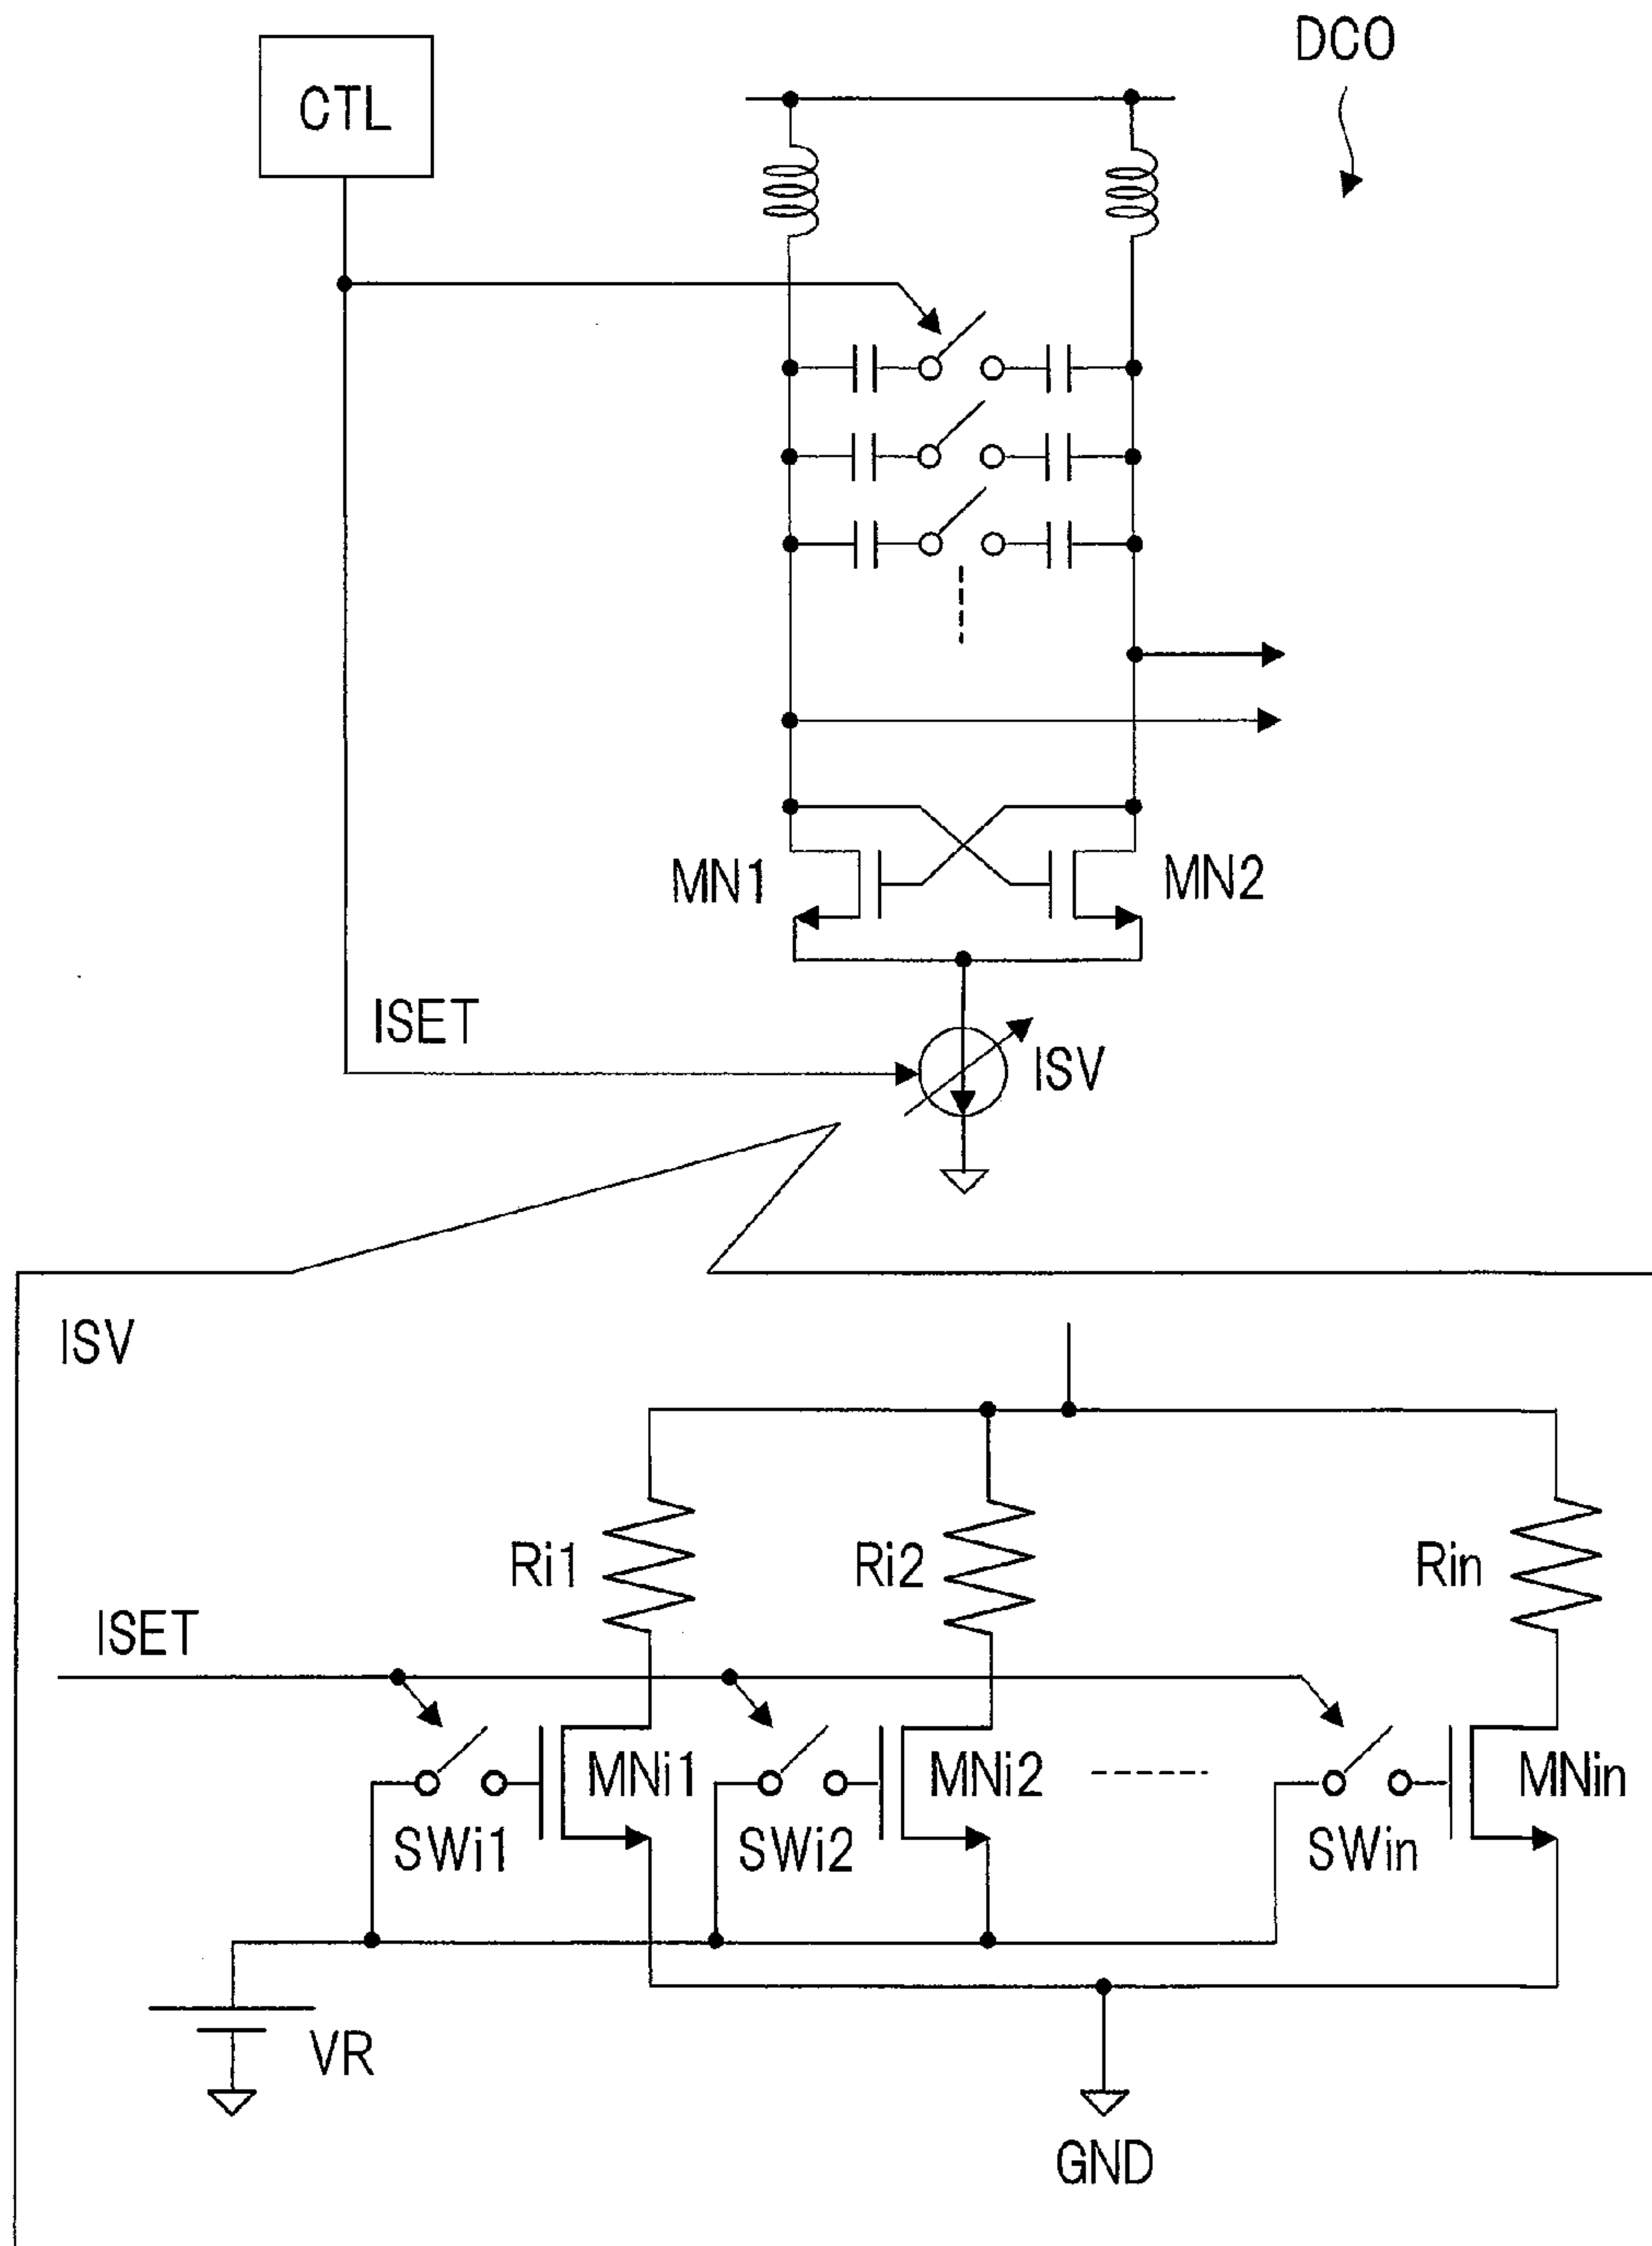 DCO
CTL
MN1
MN2
ISET
ISV
ISV
Ri1
Ri2
Rin
ISET
MNi1
MNi2
MNin
SWi1
SWi2
SWin
VR
GND